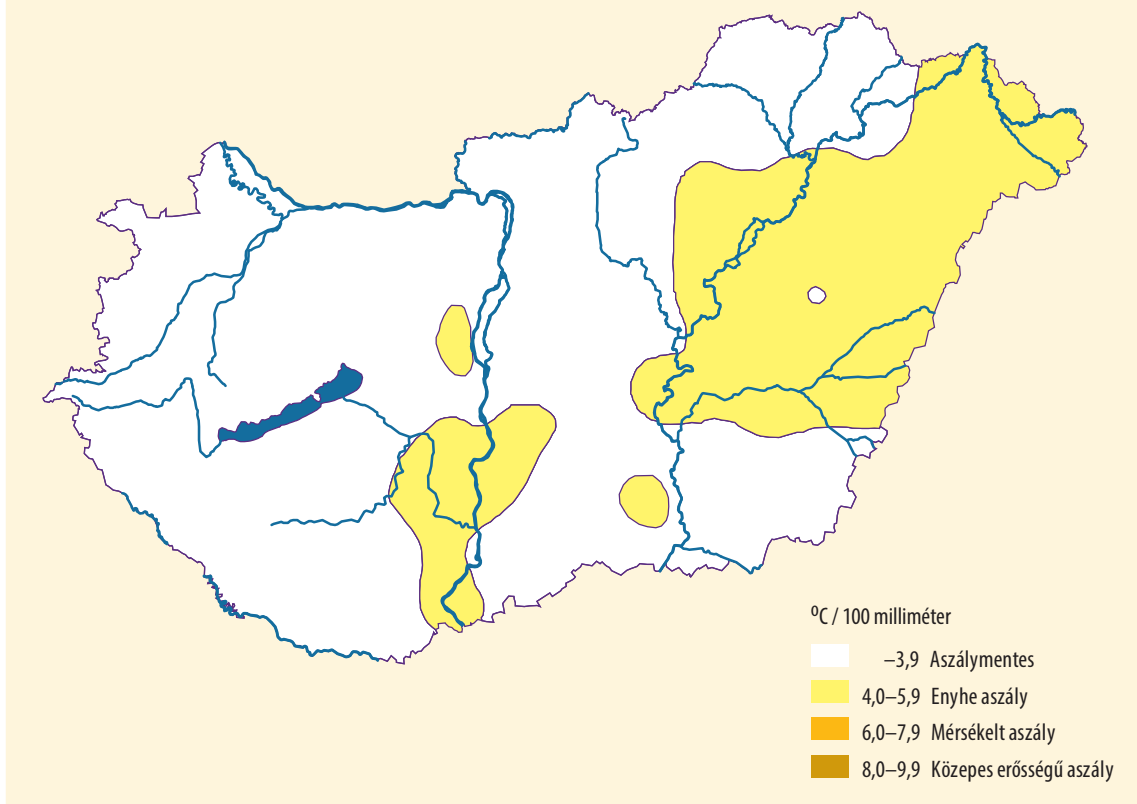 ⁰C / 100 milliméter
–3,9 Aszálymentes
4,0–5,9 Enyhe aszály
6,0–7,9 Mérsékelt aszály
8,0–9,9 Közepes erősségű aszály